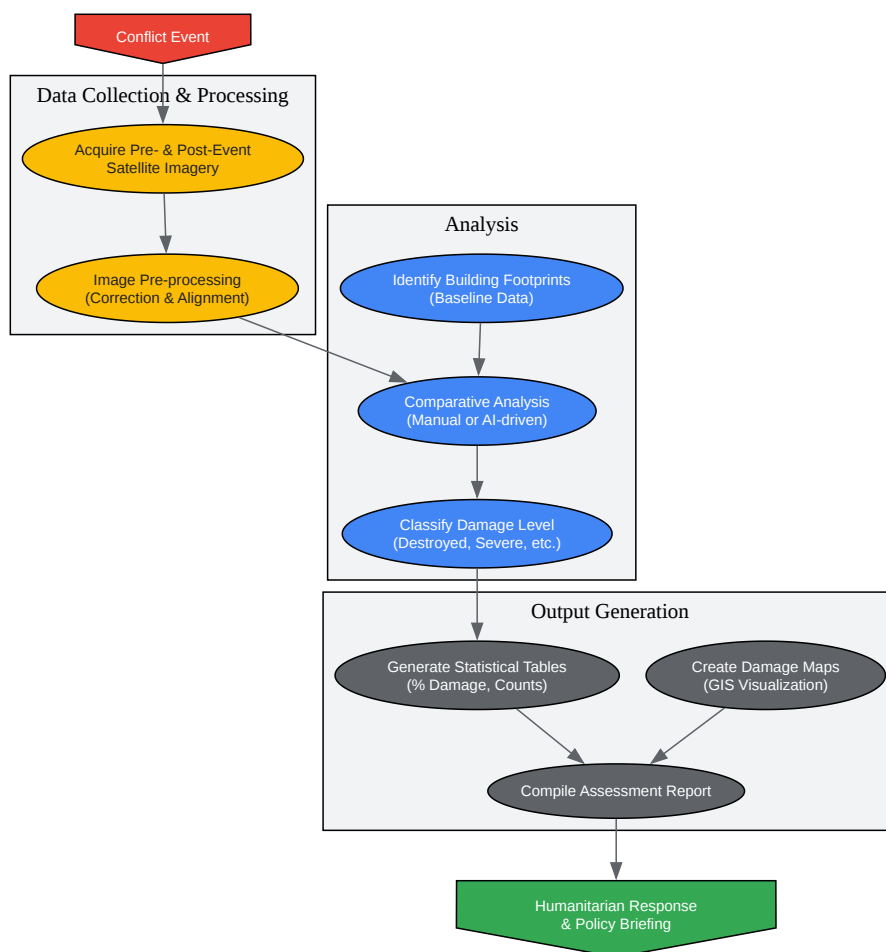 Conflict Event
Data Collection & Processing
Acquire Pre- & Post-Event
Satellite Imagery
Image Pre-processing
(Correction & Alignment)
Analysis
Identify Building Footprints
(Baseline Data)
Comparative Analysis
(Manual or AI-driven)
Classify Damage Level
(Destroyed, Severe, etc.)
Output Generation
Generate Statistical Tables
(% Damage, Counts)
Create Damage Maps
(GIS Visualization)
Compile Assessment Report
Humanitarian Response
& Policy Briefing